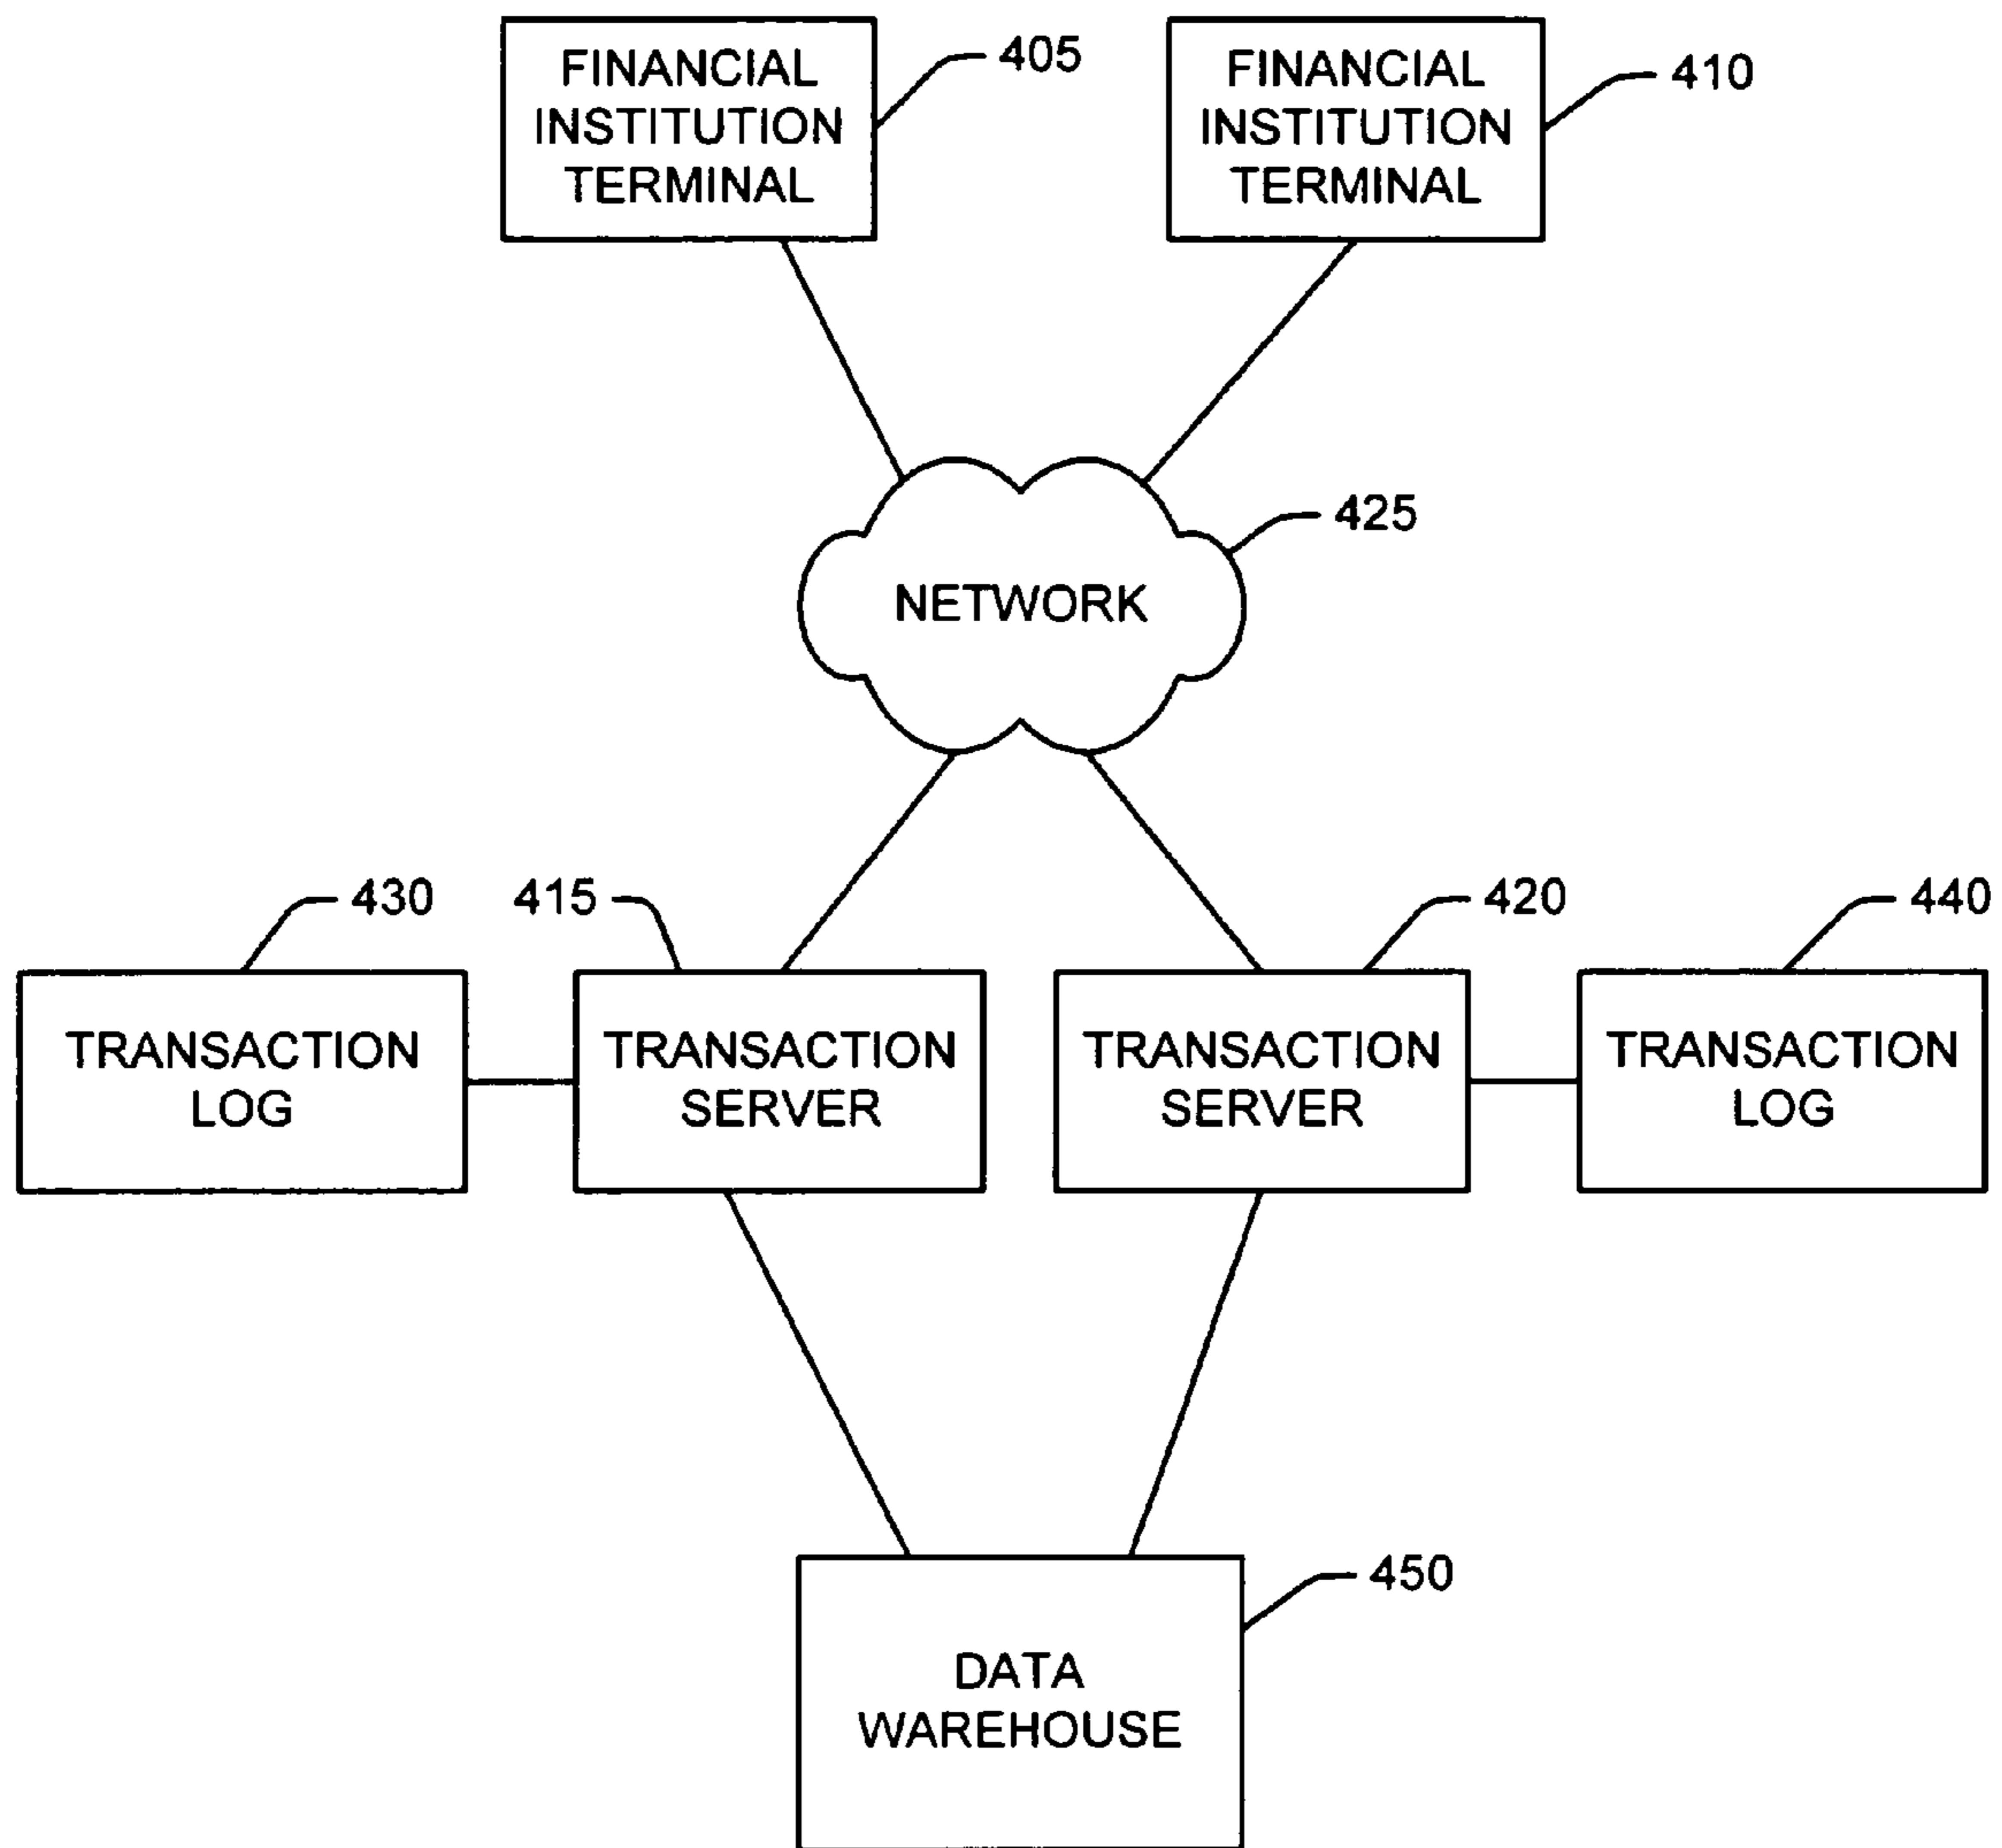 FINANCIAL
INSTITUTION
TERMINAL
405
FINANCIAL
INSTITUTION
TERMINAL
410
NETWORK
425
430
415
420
440
TRANSACTION
LOG
TRANSACTION
SERVER
TRANSACTION
SERVER
TRANSACTION
LOG
450
DATA
WAREHOUSE